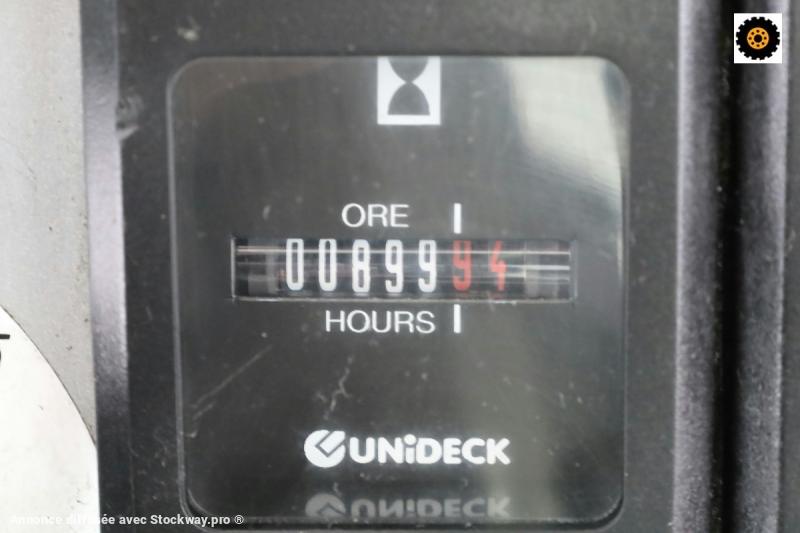 ORE
0089994
HOURS
UNiDECK
Annonce diffusée avec Stockway.pro ®